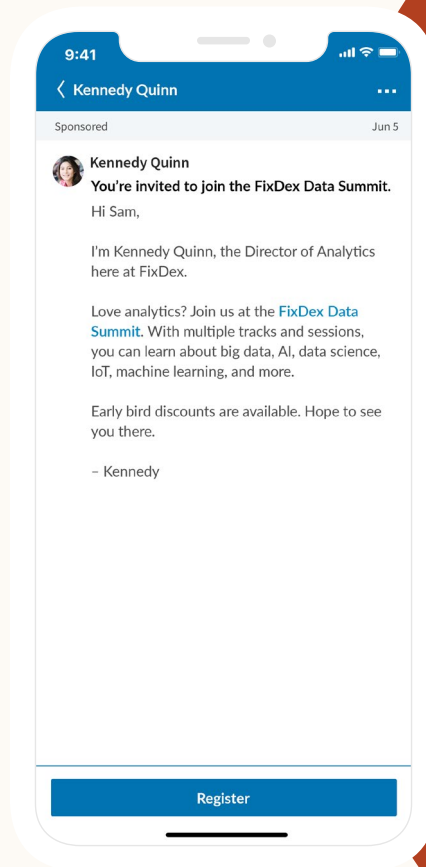 9:41
Kennedy Quinn
Sponsored Jun 5
Kennedy Quinn
You're invited to join the FixDex Data Summit.
Hi Sam,
I'm Kennedy Quinn, the Director of Analytics
here at FixDex.
Love analytics? Join us at the FixDex Data
Summit. With multiple tracks and sessions,
you can learn about big data, AI, data science,
IoT, machine learning, and more.
Early bird discounts are available. Hope to see
you there.
– Kennedy
Register